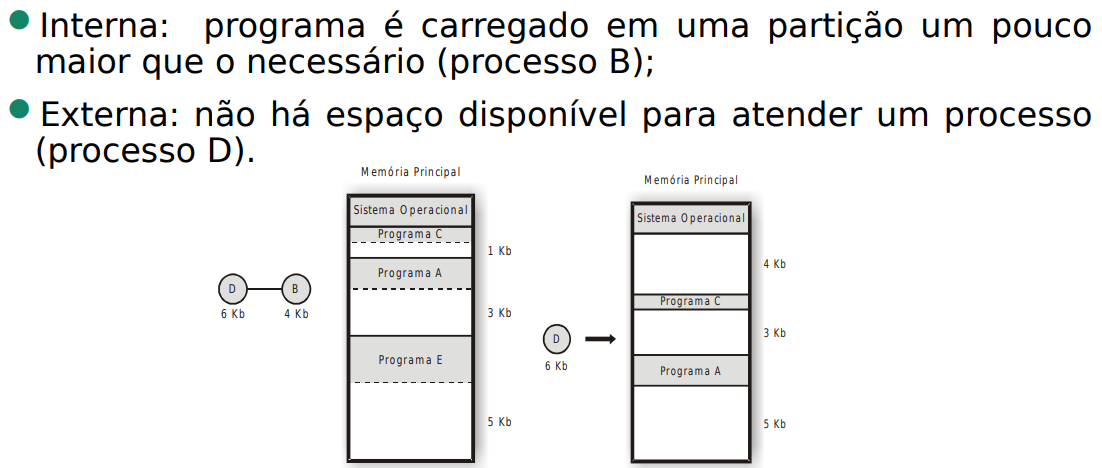 Interna: programa é carregado em uma partição um pouco
maior que o necessário (processo B);
Externa: não há espaço disponível para atender um processo
(processo D).
Memória Principal
Sistema Operacional
Programa C
1 Kb
Programa A
3 Kb
Programa E
5 Kb
D
B
6 Kb
4 Kb
Memória Principal
Sistema Operacional
4 Kb
Programa C
3 Kb
Programa A
5 Kb
D
6 Kb